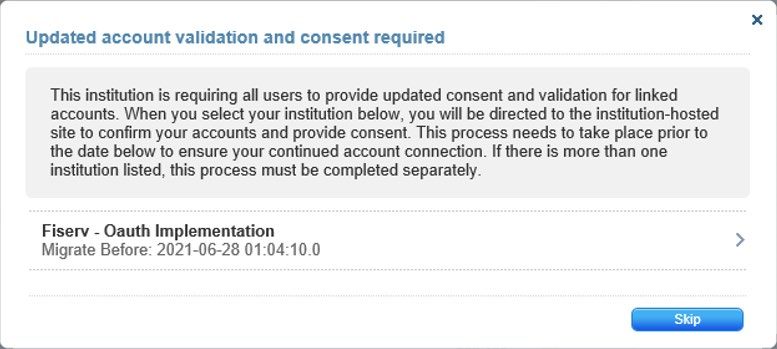 Updated account validation and consent required
This institution is requiring all users to provide updated consent and validation for linked
accounts. When you select your institution below, you will be directed to the institution-hosted
site to confirm your accounts and provide consent. This process needs to take place prior to
the date below to ensure your continued account connection. If there is more than one
institution listed, this process must be completed separately.
Fiserv - Oauth Implementation
Migrate Before: 2021-06-28 01:04:10.0
Skip